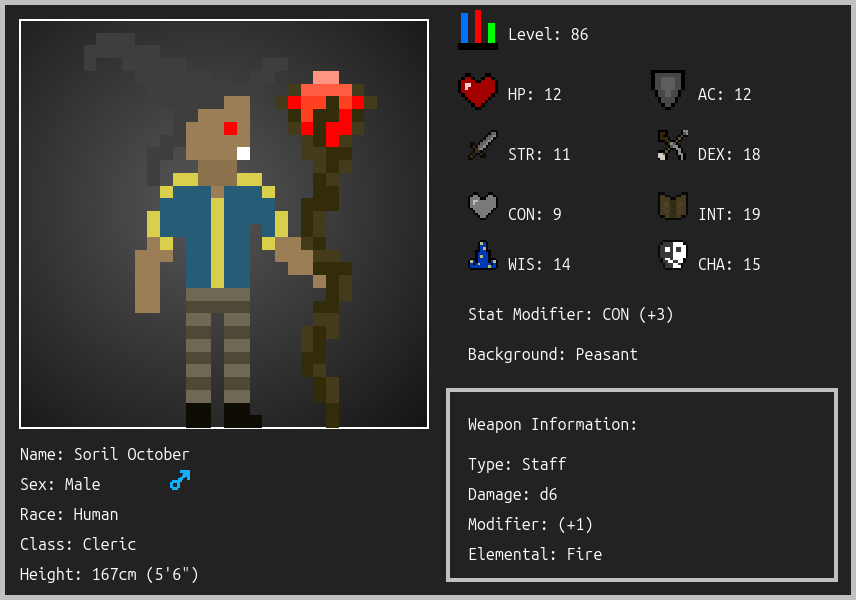 Level: 86
HP: 12
AC: 12
STR: 11
DEX: 18
CON: 9
INT: 19
WIS: 14
CHA: 15
Stat Modifier: CON (+3)
Background: Peasant
Name: Soril October
Sex: Male
Race: Human
Class: Cleric
Height: 167cm (5'6")
Weapon Information:
Type: Staff
Damage: d6
Modifier: (+1)
Elemental: Fire